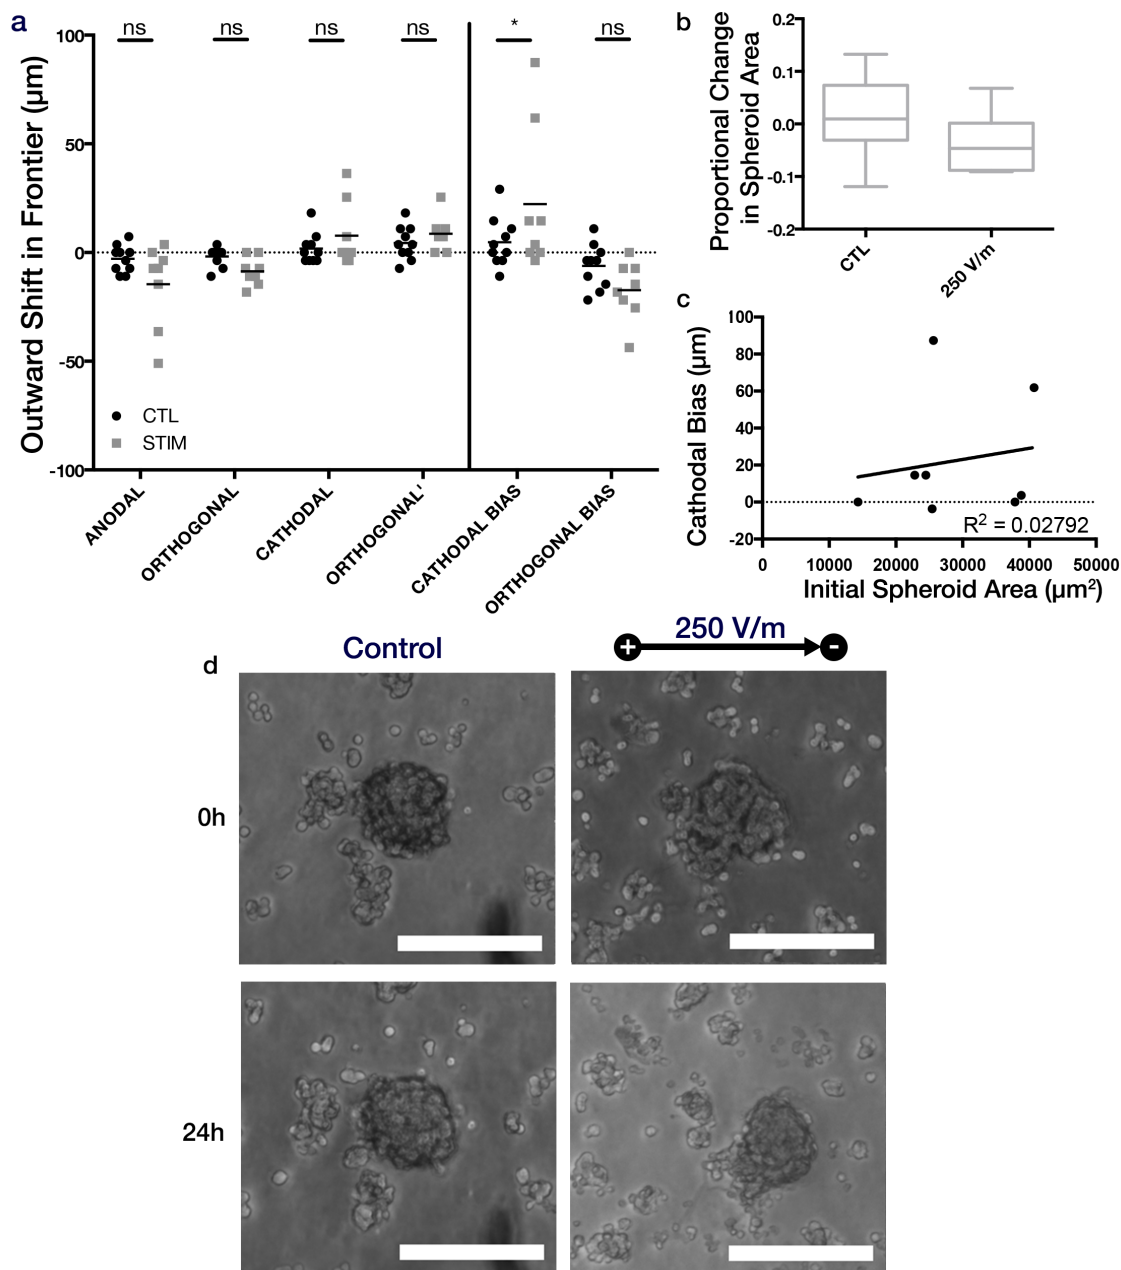 a
ns ns ns ns * ns
Outward Shift in Frontier (µm)
100
50
0
-50
-100
CTL
STIM
ANODAL
ORTHOGONAL
CATHODAL
ORTHOGONAL'
CATHODAL BIAS
ORTHOGONAL BIAS
b
Proportional Change
in Spheroid Area
0.2
0.1
0.0
-0.1
-0.2
CTL
250 V/m
c
Cathodal Bias (µm)
100
80
60
40
20
0
-20
R² = 0.02792
0 10000 20000 30000 40000 50000
Initial Spheroid Area (µm²)
d
Control
250 V/m
+ -
0h
24h